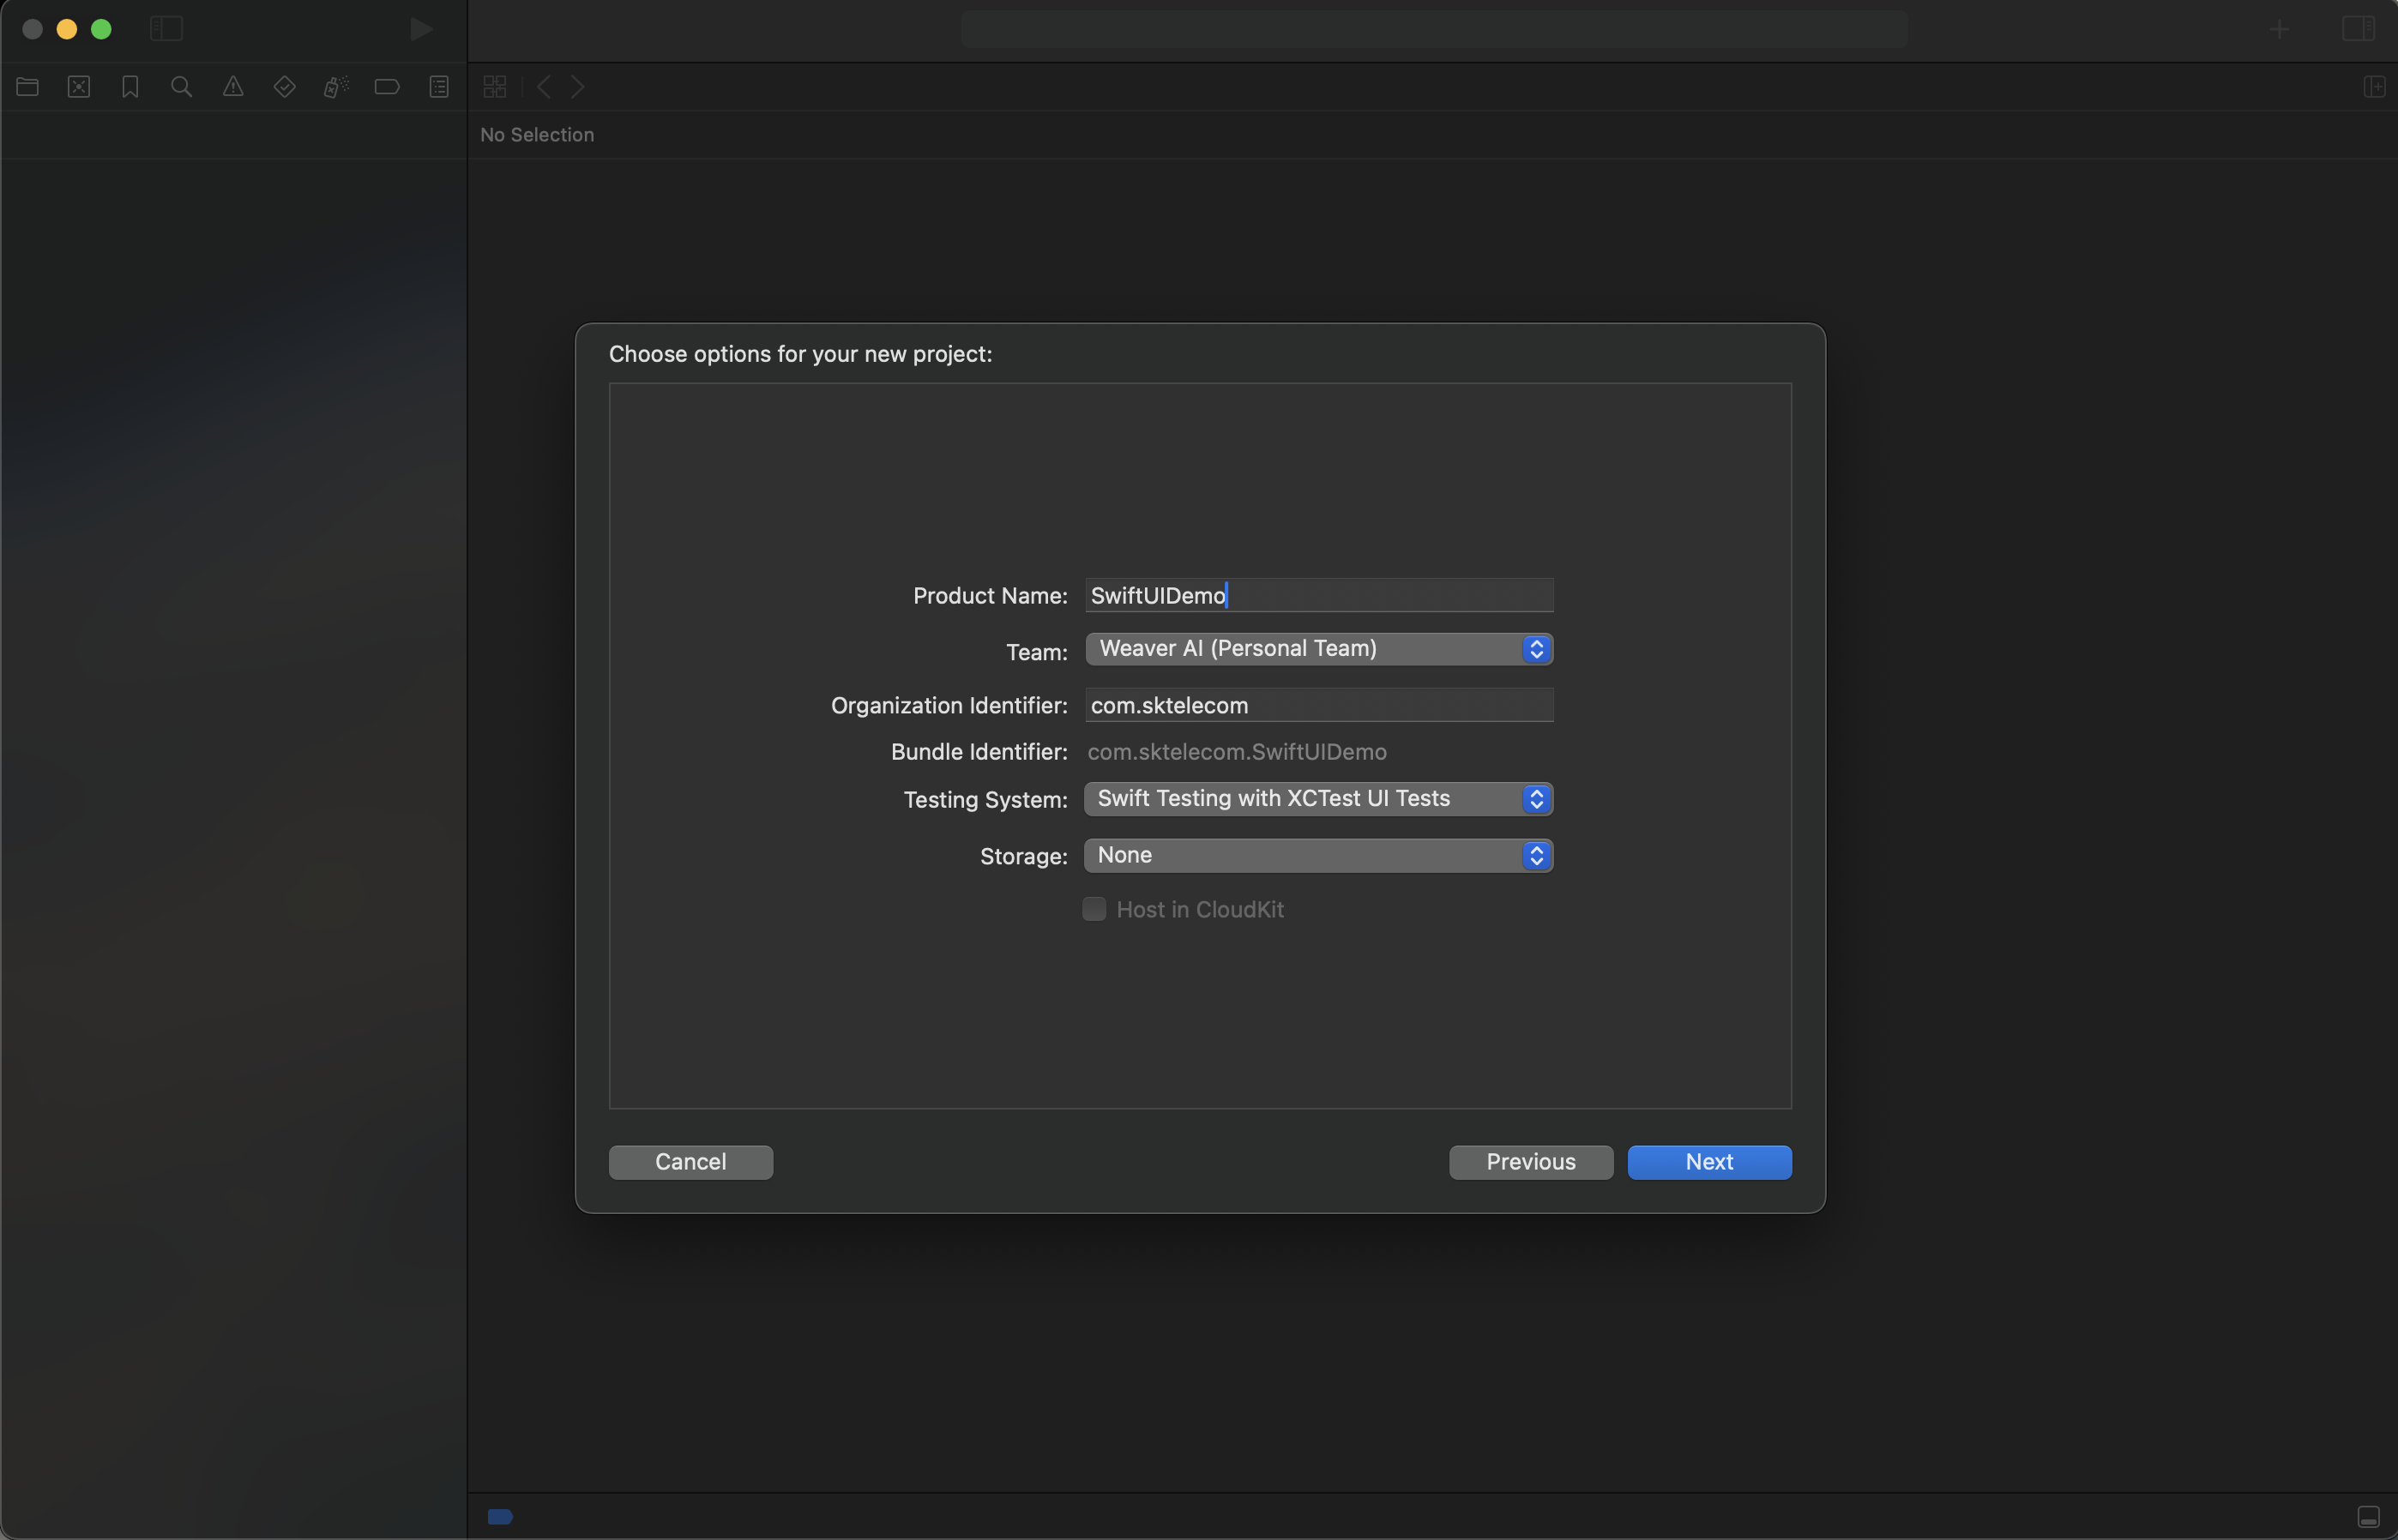 No Selection
Choose options for your new project:
Product Name: SwiftUIDemo
Team: Weaver AI (Personal Team)
Organization Identifier: com.sktelecom
Bundle Identifier: com.sktelecom.SwiftUIDemo
Testing System: Swift Testing with XCTest UI Tests
Storage: None
Host in CloudKit
Cancel Previous Next